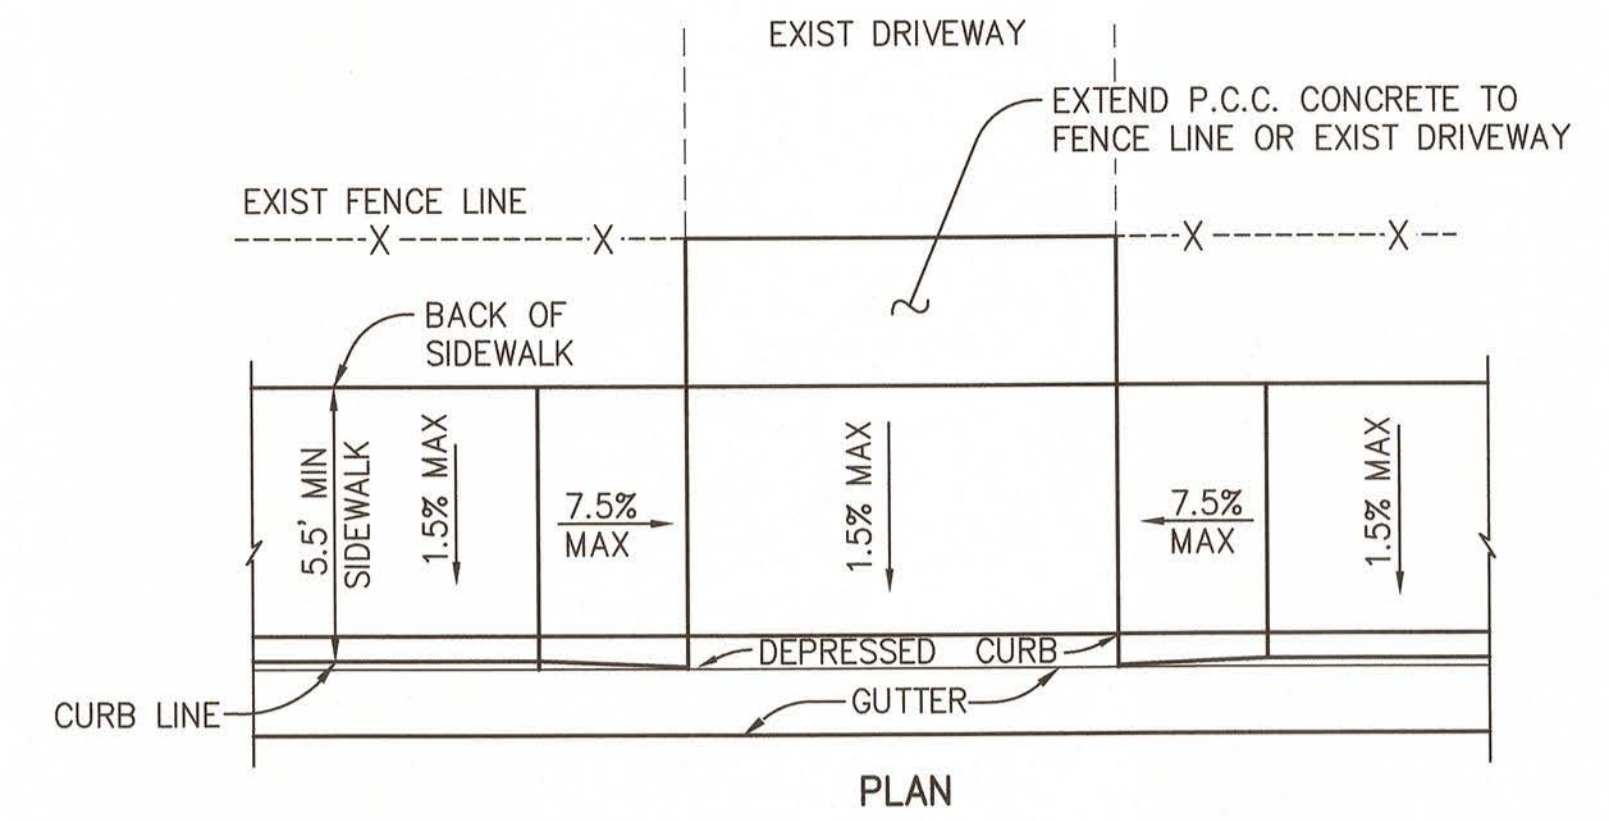 EXIST DRIVEWAY
EXTEND P.C.C. CONCRETE TO
FENCE LINE OR EXIST DRIVEWAY
EXIST FENCE LINE
X X X X
BACK OF
SIDEWALK
5.5' MIN
SIDEWALK
1.5% MAX
7.5%
MAX
1.5% MAX
7.5%
MAX
1.5% MAX
DEPRESSED CURB
GUTTER
CURB LINE
PLAN